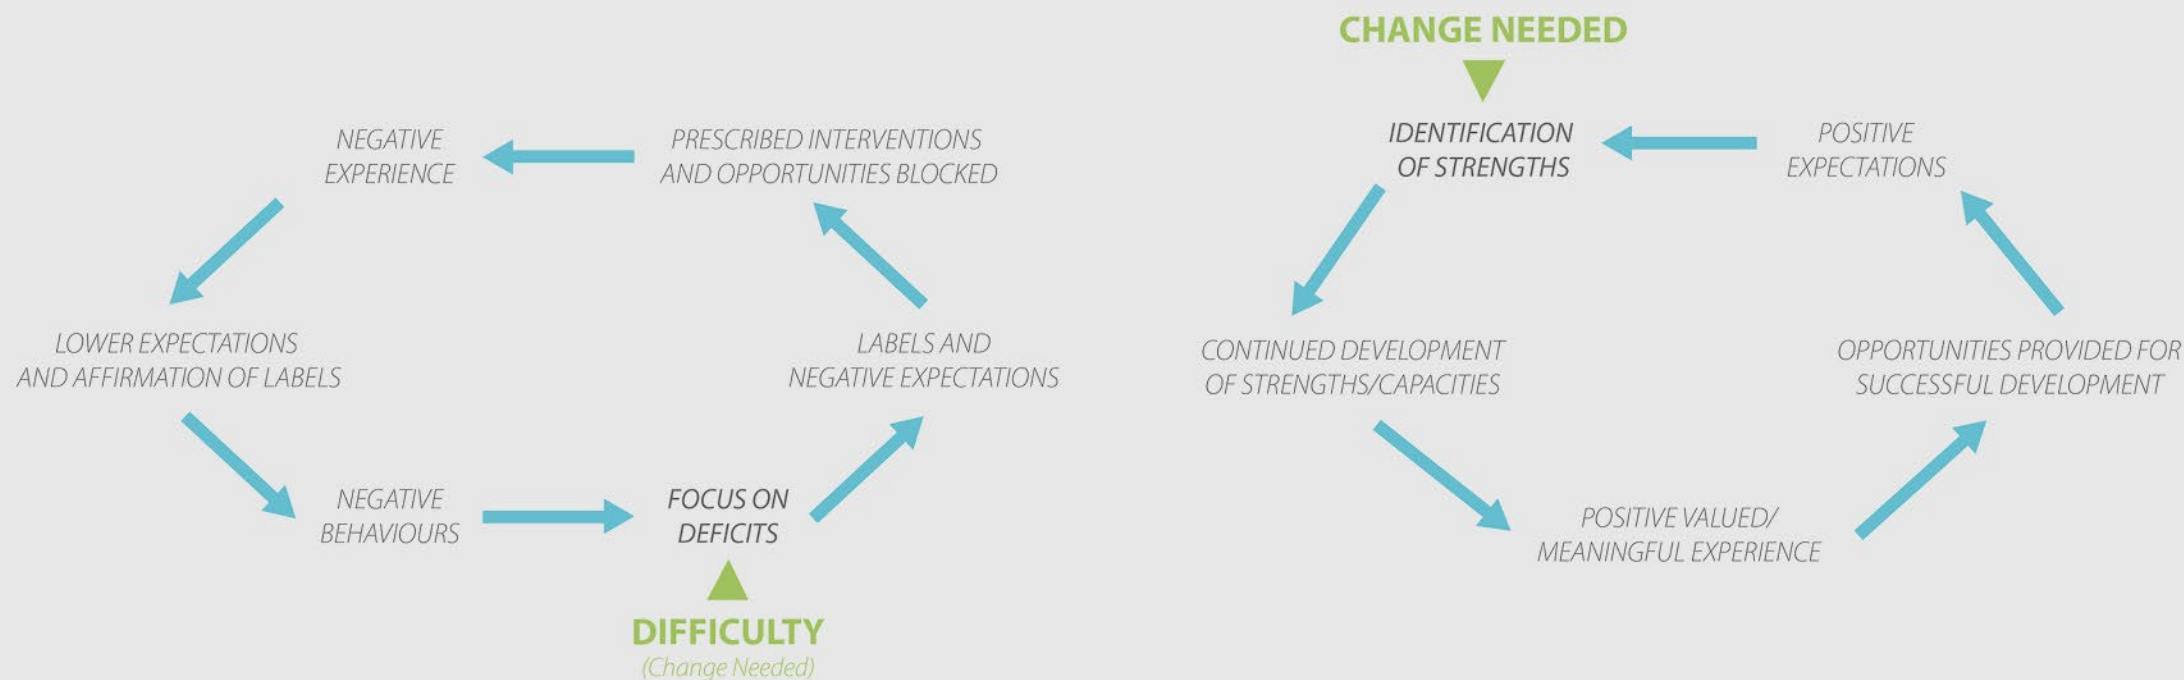 NEGATIVE
EXPERIENCE
PRESCRIBED INTERVENTIONS
AND OPPORTUNITIES BLOCKED
LOWER EXPECTATIONS
AND AFFIRMATION OF LABELS
LABELS AND
NEGATIVE EXPECTATIONS
NEGATIVE
BEHAVIOURS
FOCUS ON
DEFICITS
DIFFICULTY
(Change Needed)
CHANGE NEEDED
IDENTIFICATION
OF STRENGTHS
POSITIVE
EXPECTATIONS
CONTINUED DEVELOPMENT
OF STRENGTHS/CAPACITIES
OPPORTUNITIES PROVIDED FOR
SUCCESSFUL DEVELOPMENT
POSITIVE VALUED/
MEANINGFUL EXPERIENCE